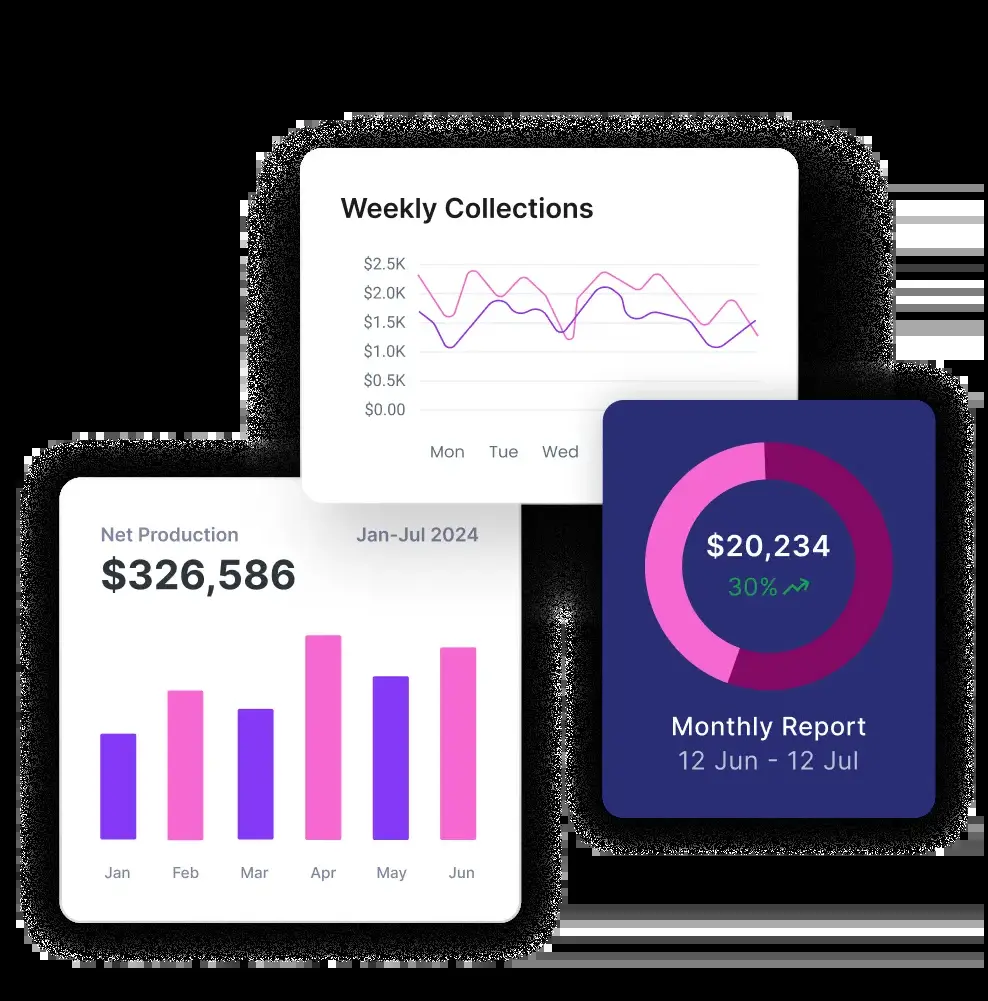 Weekly Collections
$2.5K
$2.0K
$1.5K
$1.0K
$0.5K
$0.00
Mon Tue Wed
Net Production Jan-Jul 2024
$326,586
Jan Feb Mar Apr May Jun
$20,234
30%
Monthly Report
12 Jun - 12 Jul